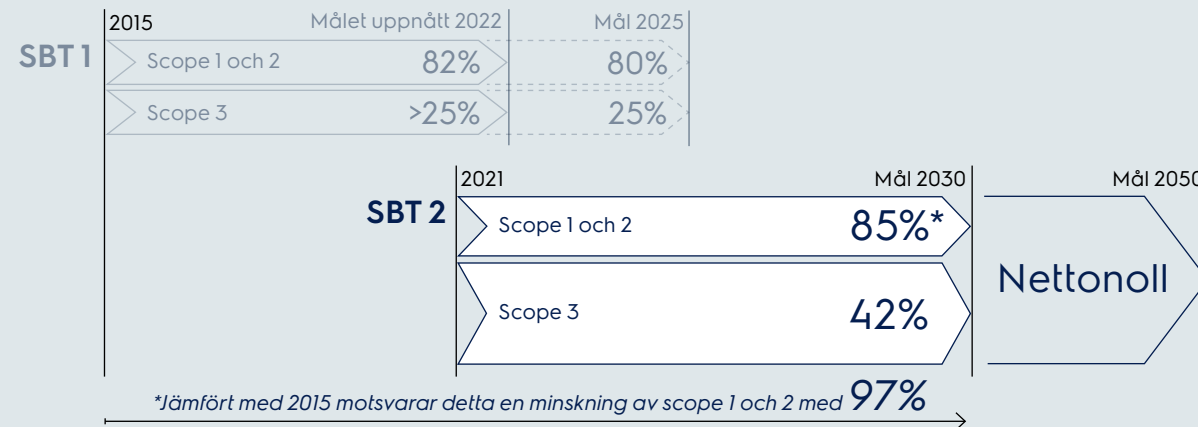 2015 Målet uppnått 2022 Mål 2025
SBT 1
Scope 1 och 2 82% 80%
Scope 3 >25% 25%
2021 Mål 2030 Mål 2050
SBT 2
Scope 1 och 2 85%*
Nettonoll
Scope 3 42%
*Jämfört med 2015 motsvarar detta en minskning av scope 1 och 2 med 97%